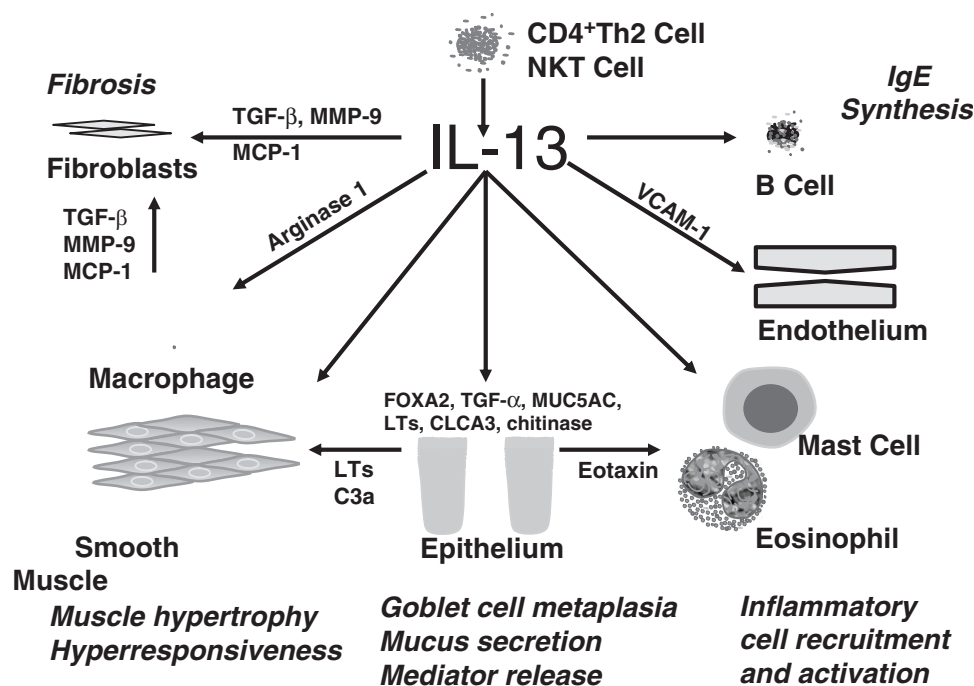 CD4+Th2 Cell
NKT Cell
Fibrosis
IgE
Synthesis
TGF-β, MMP-9
MCP-1
IL-13
Fibroblasts
B Cell
TGF-β
MMP-9
MCP-1
Arginase 1
VCAM-1
Endothelium
Macrophage
FOXA2, TGF-α, MUC5AC,
LTs, CLCA3, chitinase
Mast Cell
LTs
C3a
Eotaxin
Smooth
Muscle
Epithelium
Eosinophil
Muscle hypertrophy
Hyperresponsiveness
Goblet cell metaplasia
Mucus secretion
Mediator release
Inflammatory
cell recruitment
and activation